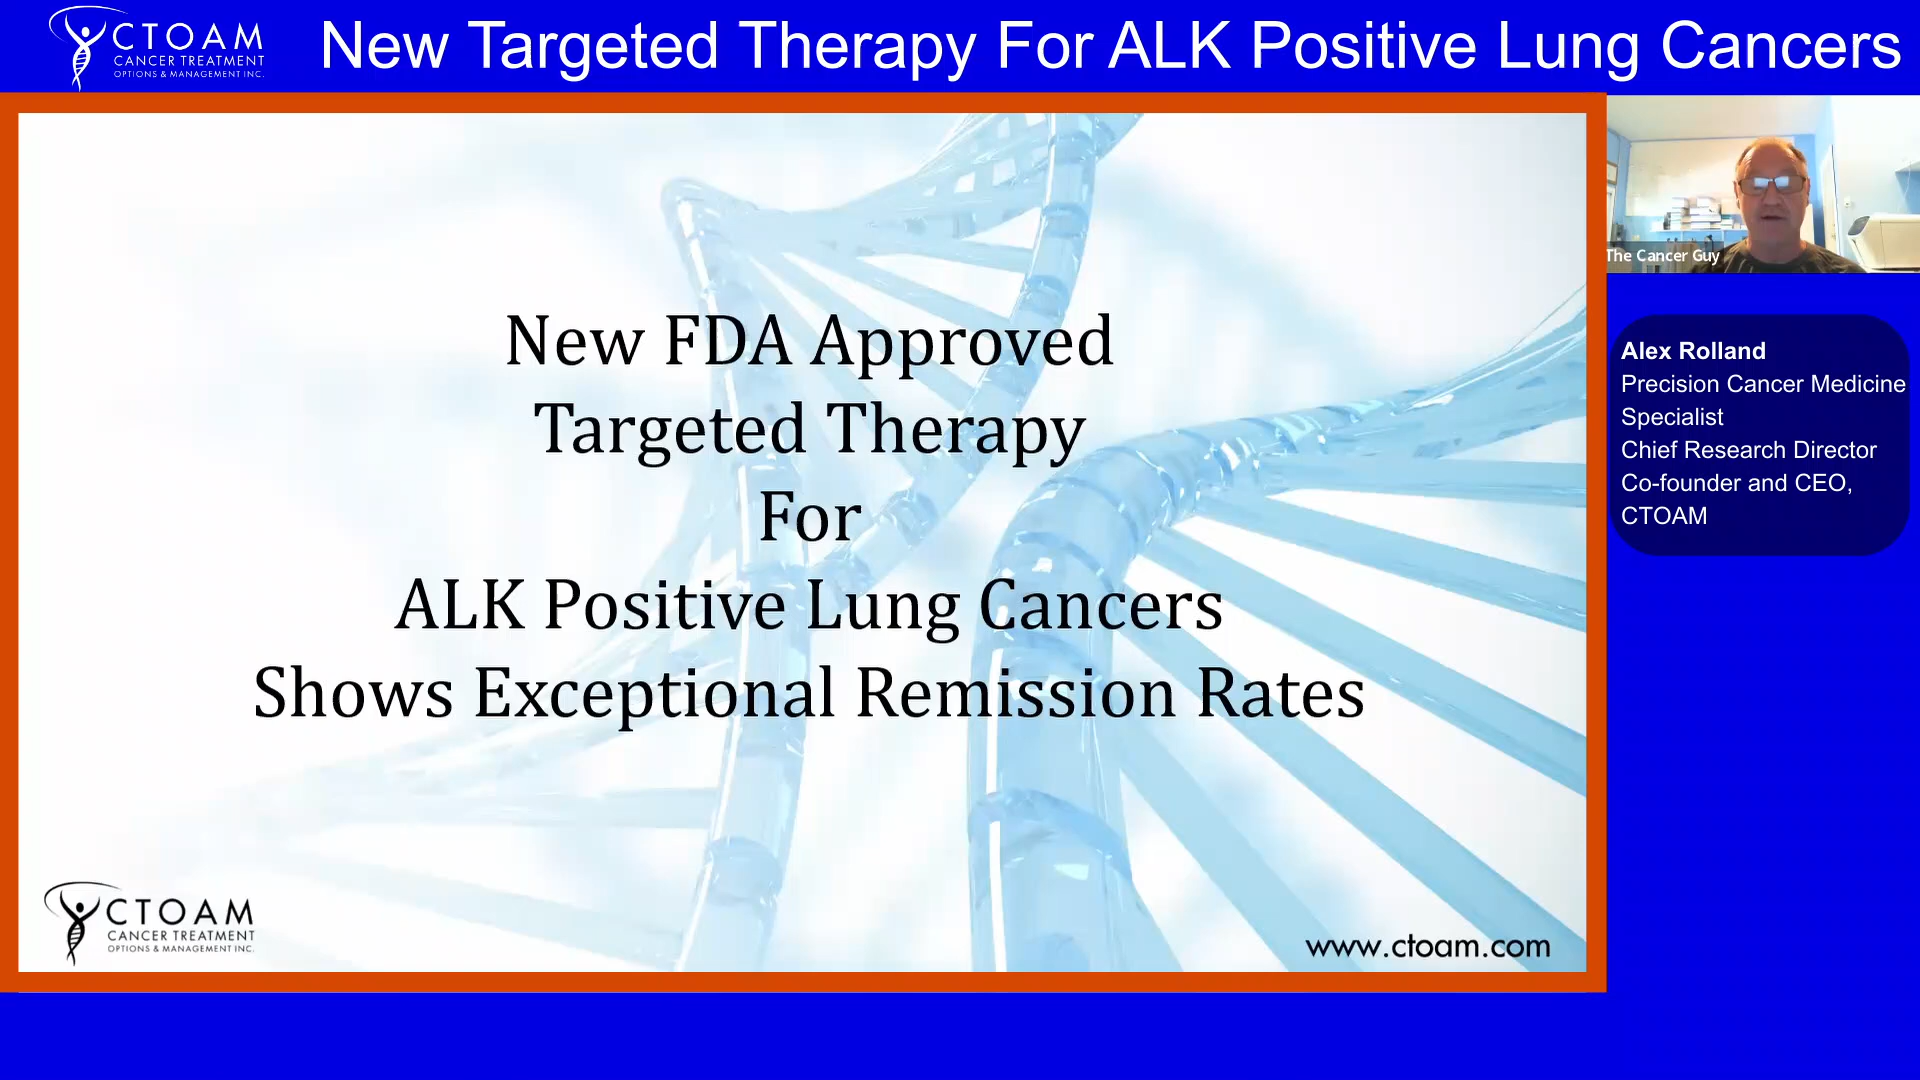 CTOAM
CANCER TREATMENT
OPTIONS & MANAGEMENT INC.
New Targeted Therapy For ALK Positive Lung Cancers
New FDA Approved
Targeted Therapy
For
ALK Positive Lung Cancers
Shows Exceptional Remission Rates
CTOAM
CANCER TREATMENT
OPTIONS & MANAGEMENT INC.
www.ctoam.com
The Cancer Guy
Alex Rolland
Precision Cancer Medicine
Specialist
Chief Research Director
Co-founder and CEO,
CTOAM